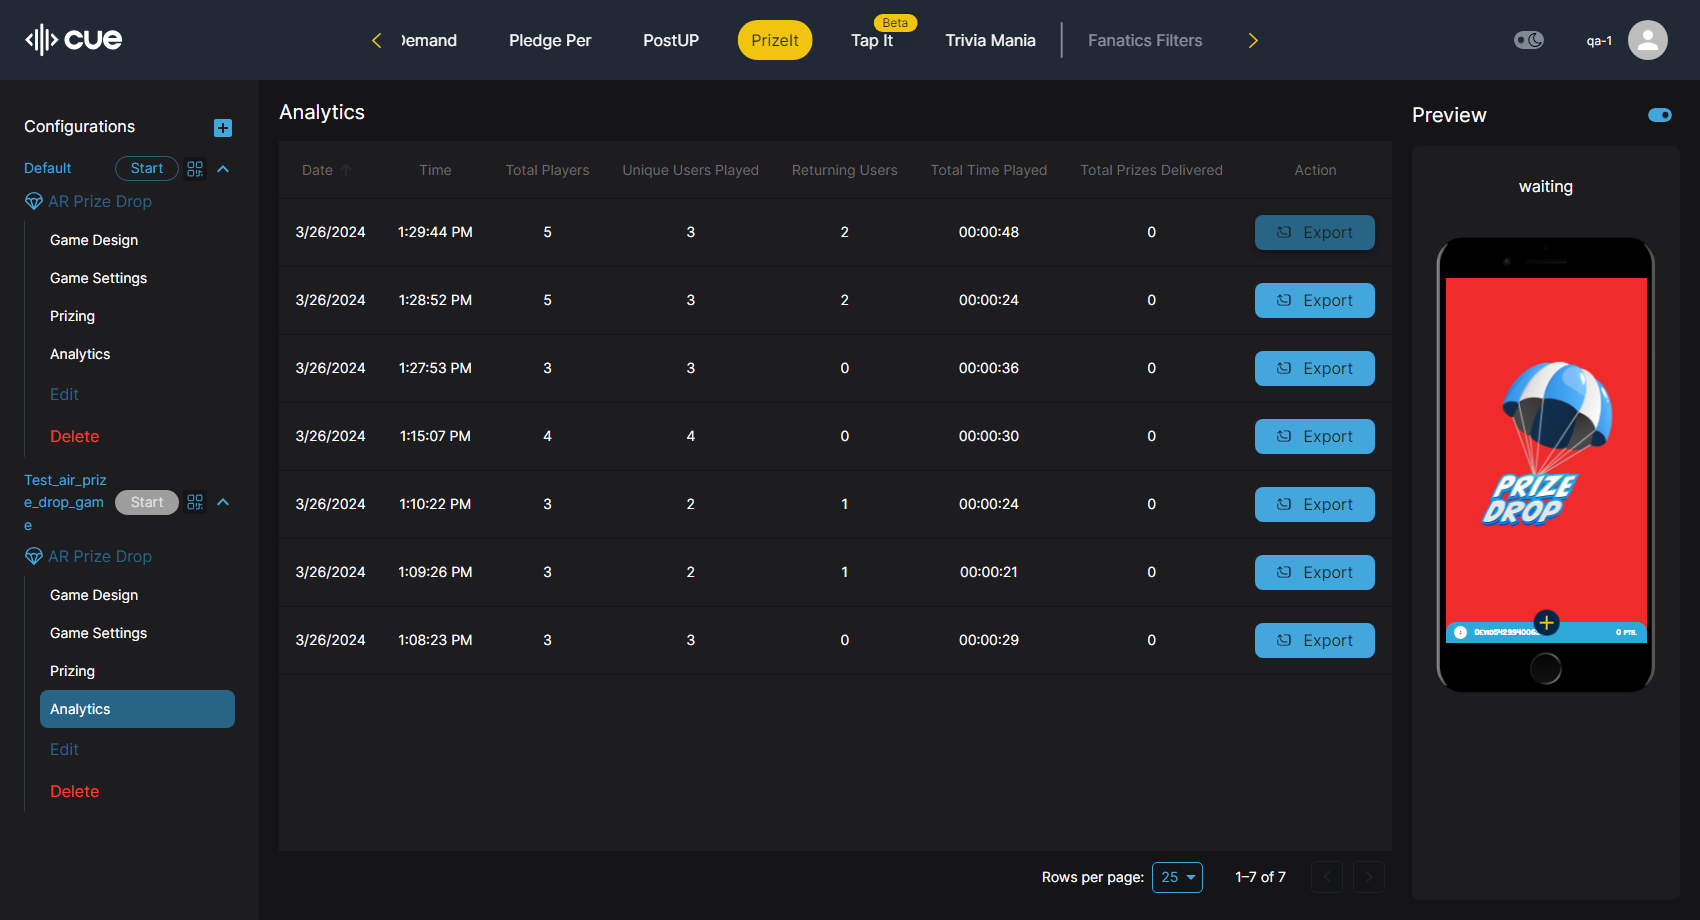 cue
Demand
Pledge Per
PostUP
PrizeIt
Beta
Tap It
Trivia Mania
Fanatics Filters
qa-1
Configurations
Default
Start
AR Prize Drop
Game Design
Game Settings
Prizing
Analytics
Edit
Delete
Test_air_priz
e_drop_gam
e
Start
AR Prize Drop
Game Design
Game Settings
Prizing
Analytics
Edit
Delete
Analytics
Date Time Total Players Unique Users Played Returning Users Total Time Played Total Prizes Delivered Action
3/26/2024 1:29:44 PM 5 3 2 00:00:48 0 Export
3/26/2024 1:28:52 PM 5 3 2 00:00:24 0 Export
3/26/2024 1:27:53 PM 3 3 0 00:00:36 0 Export
3/26/2024 1:15:07 PM 4 4 0 00:00:30 0 Export
3/26/2024 1:10:22 PM 3 2 1 00:00:24 0 Export
3/26/2024 1:09:26 PM 3 2 1 00:00:21 0 Export
3/26/2024 1:08:23 PM 3 3 0 00:00:29 0 Export
Rows per page: 25 1–7 of 7
Preview
waiting
PRIZE
DROP
0 PTS.